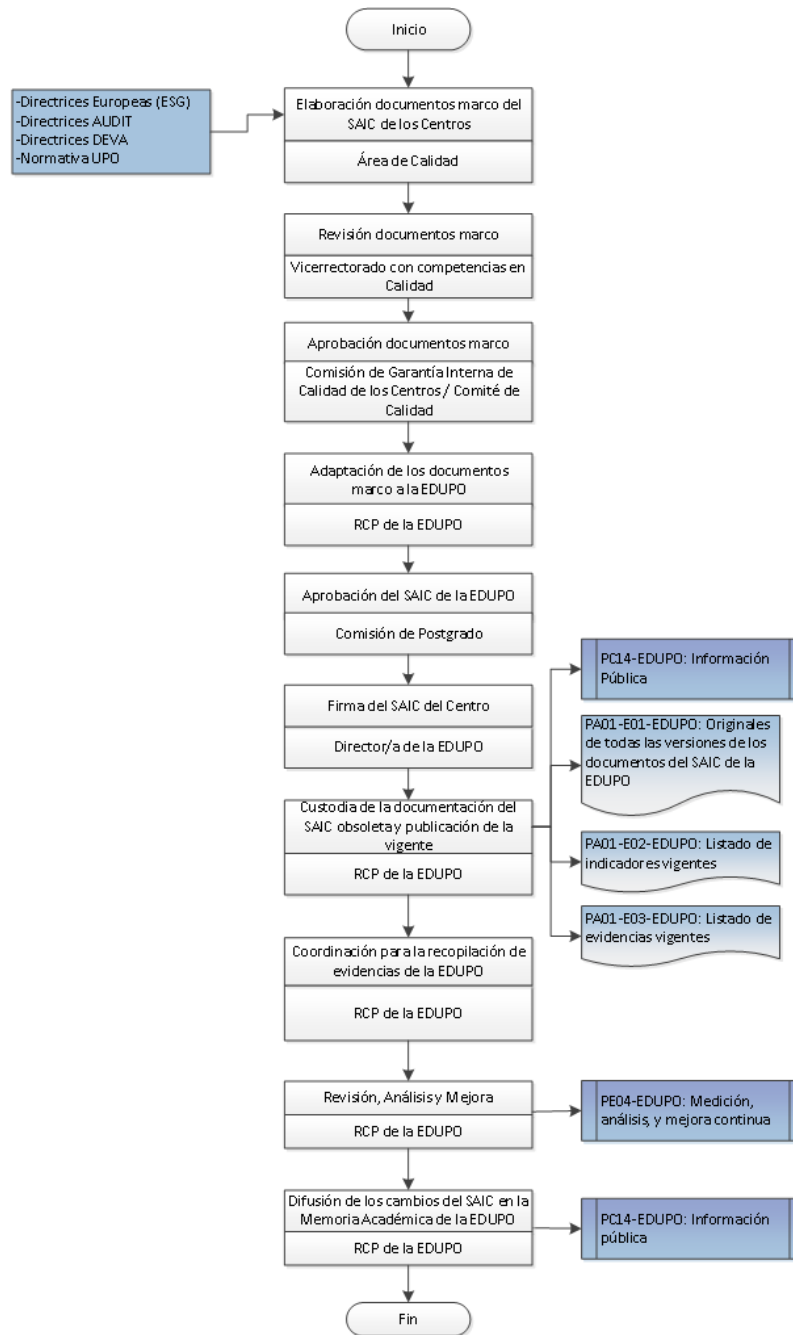 Inicio
-Directrices Europeas (ESG)
-Directrices AUDIT
-Directrices DEVA
-Normativa UPO
Elaboración documentos marco del
SAIC de los Centros
Área de Calidad
Revisión documentos marco
Vicerrectorado con competencias en
Calidad
Aprobación documentos marco
Comisión de Garantía Interna de
Calidad de los Centros / Comité de
Calidad
Adaptación de los documentos
marco a la EDUPO
RCP de la EDUPO
Aprobación del SAIC de la EDUPO
Comisión de Postgrado
Firma del SAIC del Centro
Director/a de la EDUPO
Custodia de la documentación del
SAIC obsoleta y publicación de la
vigente
RCP de la EDUPO
PC14-EDUPO: Información
Pública
PA01-E01-EDUPO: Originales
de todas las versiones de los
documentos del SAIC de la
EDUPO
PA01-E02-EDUPO: Listado de
indicadores vigentes
PA01-E03-EDUPO: Listado de
evidencias vigentes
Coordinación para la recopilación de
evidencias de la EDUPO
RCP de la EDUPO
Revisión, Análisis y Mejora
RCP de la EDUPO
PE04-EDUPO: Medición,
análisis, y mejora continua
Difusión de los cambios del SAIC en la
Memoria Académica de la EDUPO
RCP de la EDUPO
PC14-EDUPO: Información
pública
Fin